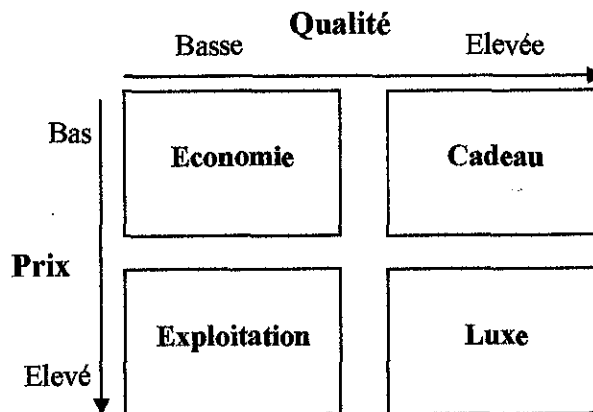 Qualité
Basse Elevée
Bas
Economie Cadeau
Prix
Exploitation Luxe
Elevé